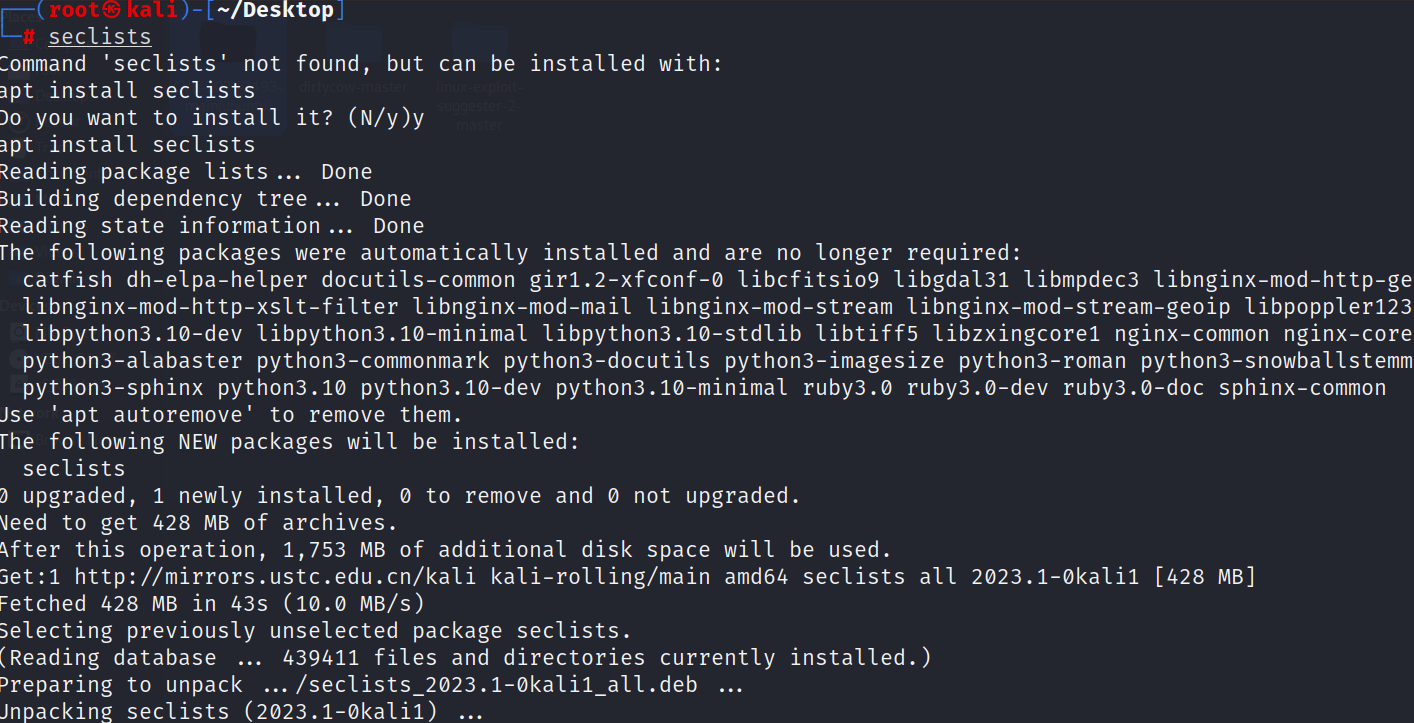 (root㉿kali)-[~/Desktop]
# seclists
Command 'seclists' not found, but can be installed with:
apt install seclists
Do you want to install it? (N/y)y
apt install seclists
Reading package lists... Done
Building dependency tree... Done
Reading state information... Done
The following packages were automatically installed and are no longer required:
catfish dh-elpa-helper docutils-common gir1.2-xfconf-0 libcfitsio9 libgdal31 libmpdec3 libnginx-mod-http-ge
libnginx-mod-http-xslt-filter libnginx-mod-mail libnginx-mod-stream libnginx-mod-stream-geoip libpoppler123
libpython3.10-dev libpython3.10-minimal libpython3.10-stdlib libtiff5 libzxingcore1 nginx-common nginx-core
python3-alabaster python3-commonmark python3-docutils python3-imagesize python3-roman python3-snowballstemm
python3-sphinx python3.10 python3.10-dev python3.10-minimal ruby3.0 ruby3.0-dev ruby3.0-doc sphinx-common
Use 'apt autoremove' to remove them.
The following NEW packages will be installed:
seclists
0 upgraded, 1 newly installed, 0 to remove and 0 not upgraded.
Need to get 428 MB of archives.
After this operation, 1,753 MB of additional disk space will be used.
Get:1 http://mirrors.ustc.edu.cn/kali kali-rolling/main amd64 seclists all 2023.1-0kali1 [428 MB]
Fetched 428 MB in 43s (10.0 MB/s)
Selecting previously unselected package seclists.
(Reading database ... 439411 files and directories currently installed.)
Preparing to unpack .../seclists_2023.1-0kali1_all.deb ...
Unpacking seclists (2023.1-0kali1) ...
dirtycow-master
linux-exploit-
suggester-2-
master